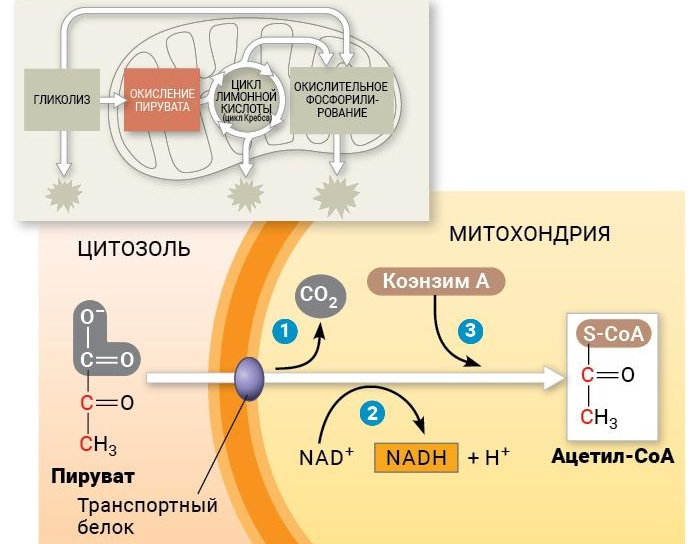 ГЛИКОЛИЗ
ОКИСЛЕНИЕ
ПИРУВАТА
ЦИКЛ
ЛИМОННОЙ
КИСЛОТЫ
(цикл Кребса)
ОКИСЛИТЕЛЬНОЕ
ФОСФОРИЛИ-
РОВАНИЕ
ЦИТОЗОЛЬ
МИТОХОНДРИЯ
O⁻
C=O
C=O
CH₃
Пируват
Транспортный
белок
1
CO₂
Коэнзим А
3
2
NAD⁺
NADH
+ H⁺
S-CoA
C=O
CH₃
Ацетил-СоА